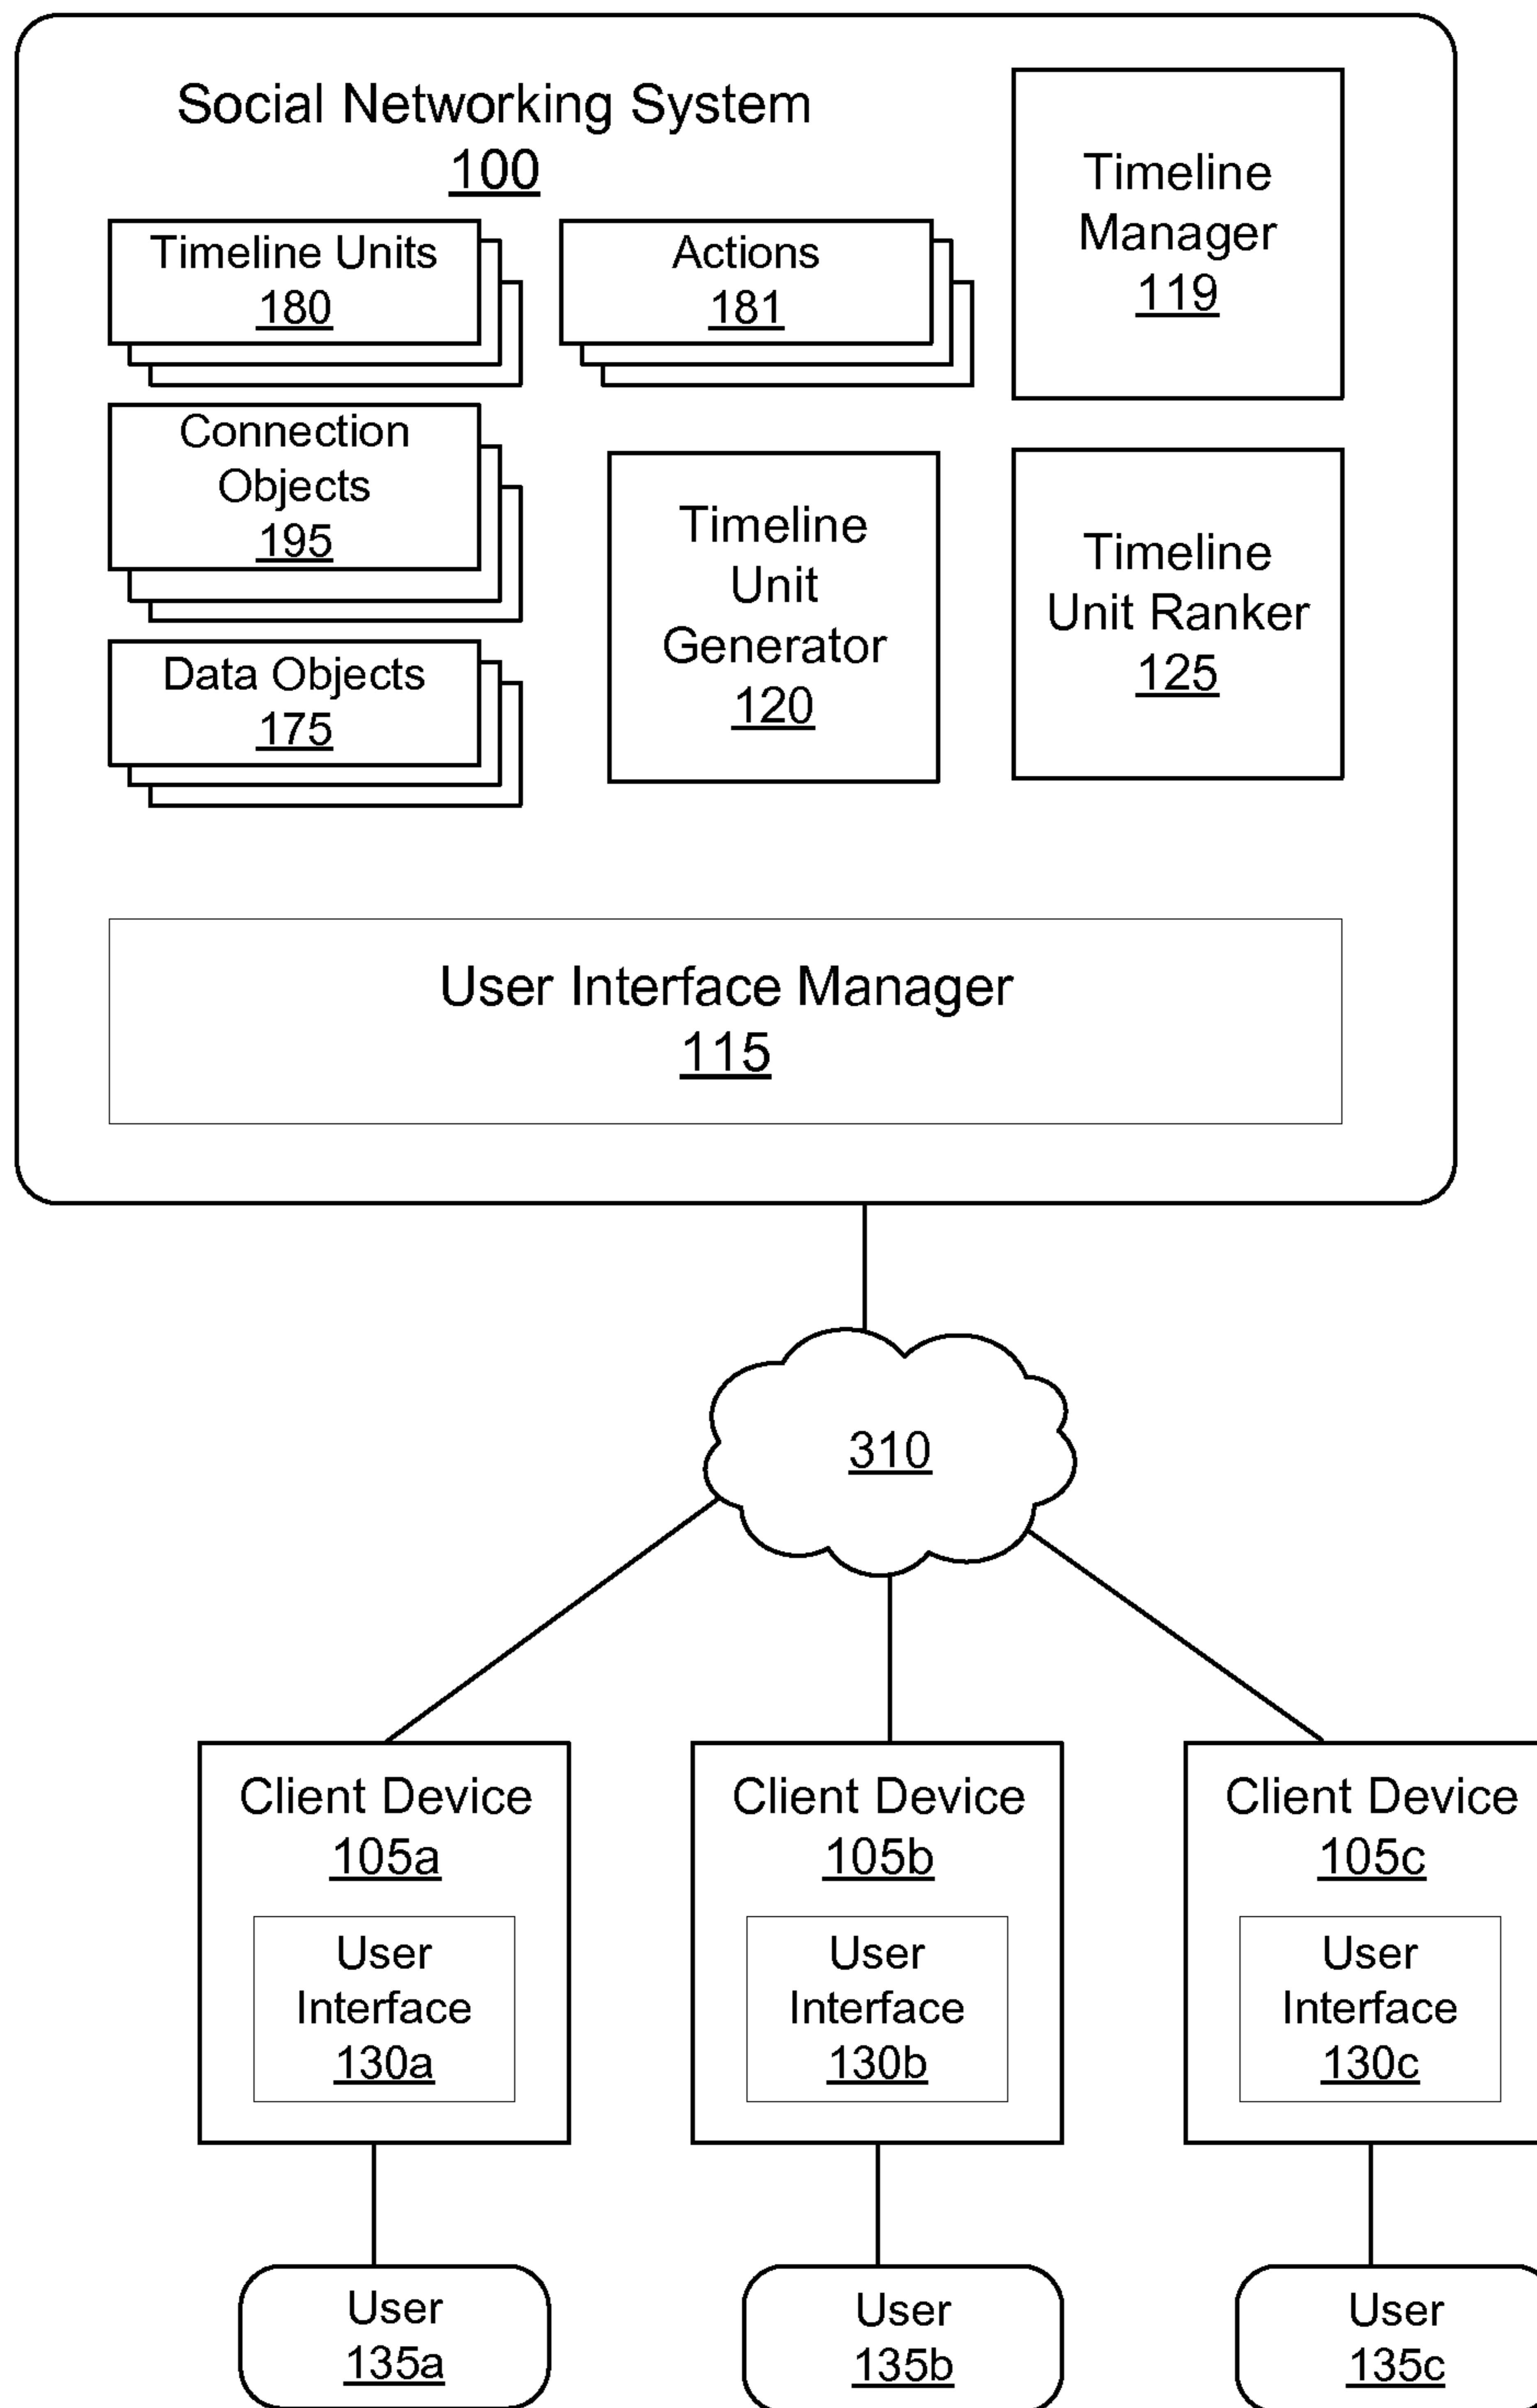 Social Networking System
100
Timeline Units
180
Actions
181
Timeline
Manager
119
Connection
Objects
195
Timeline
Unit
Generator
120
Timeline
Unit Ranker
125
Data Objects
175
User Interface Manager
115
310
Client Device
105a
User
Interface
130a
Client Device
105b
User
Interface
130b
Client Device
105c
User
Interface
130c
User
135a
User
135b
User
135c